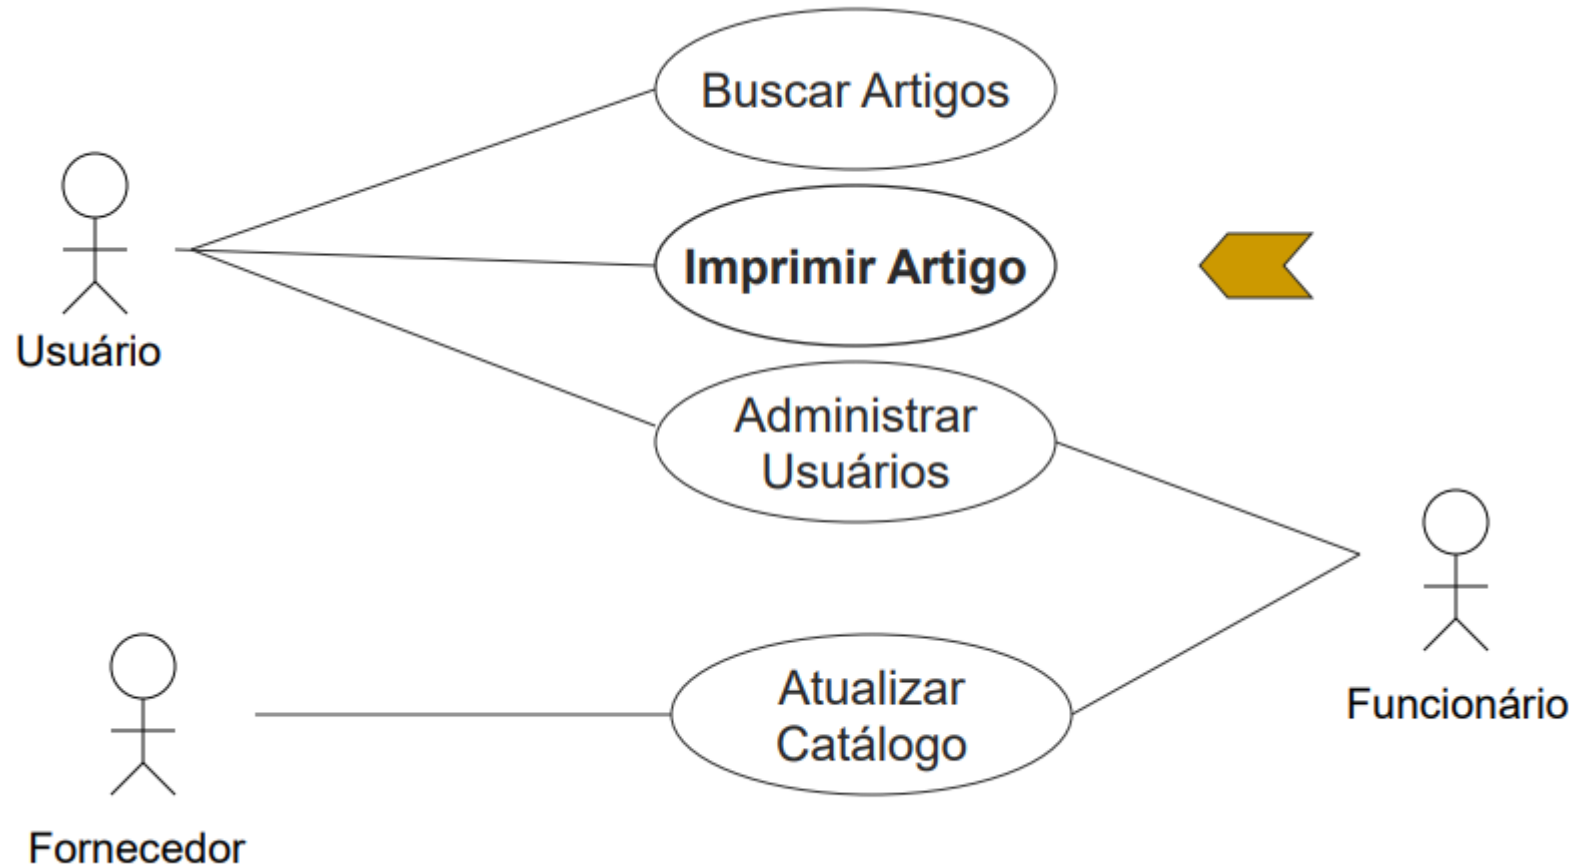 Buscar Artigos
Imprimir Artigo
Usuário
Administrar
Usuários
Atualizar
Catálogo
Funcionário
Fornecedor